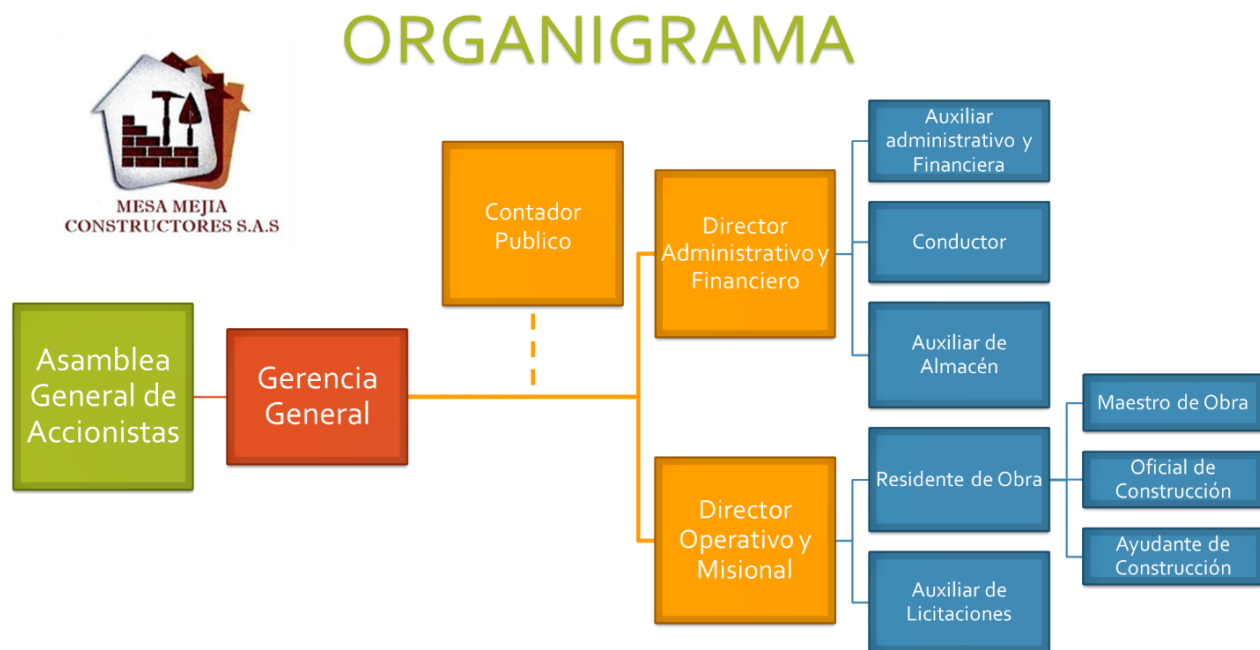 ORGANIGRAMA
MESA MEJIA
CONSTRUCTORES S.A.S
Asamblea
General de
Accionistas
Gerencia
General
Contador
Publico
Director
Administrativo y
Financiero
Auxiliar
administrativo y
Financiera
Conductor
Auxiliar de
Almacén
Director
Operativo y
Misional
Residente de Obra
Auxiliar de
Licitaciones
Maestro de Obra
Oficial de
Construcción
Ayudante de
Construcción